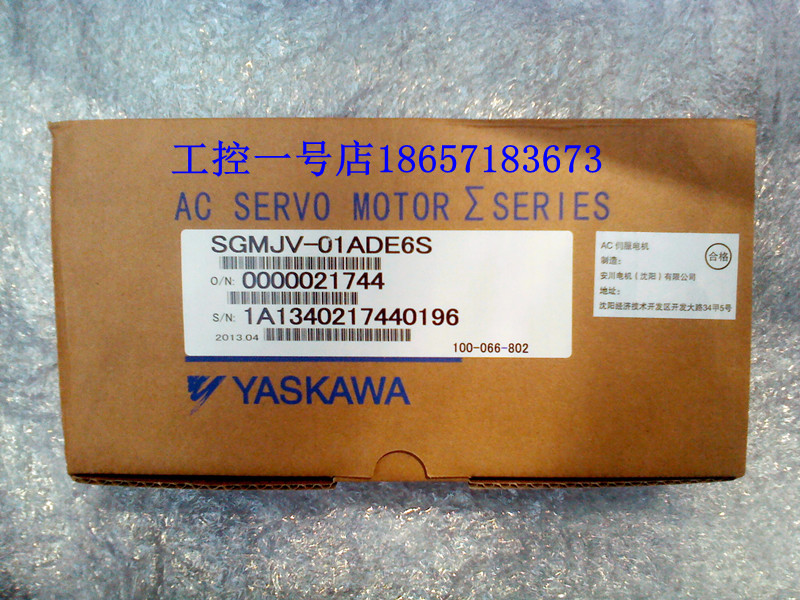 工控一号店18657183673
AC SERVO MOTOR Σ SERIES
SGMJV-01ADE6S
O/N: 0000021744
S/N: 1A1340217440196
2013.04
100-066-802
AC 伺服电机
制造:
安川电机(沈阳)有限公司
地址:
沈阳经济技术开发区开发大路34甲5号
合格
YASKAWA